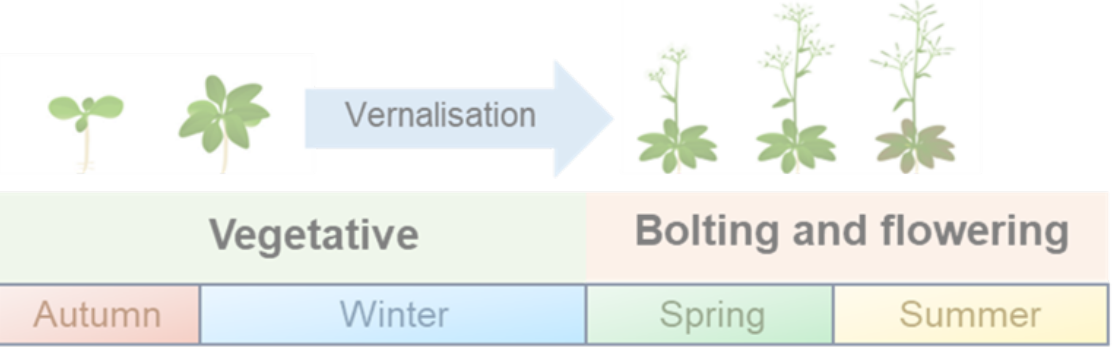 Vernalisation
Vegetative
Bolting and flowering
Autumn
Winter
Spring
Summer